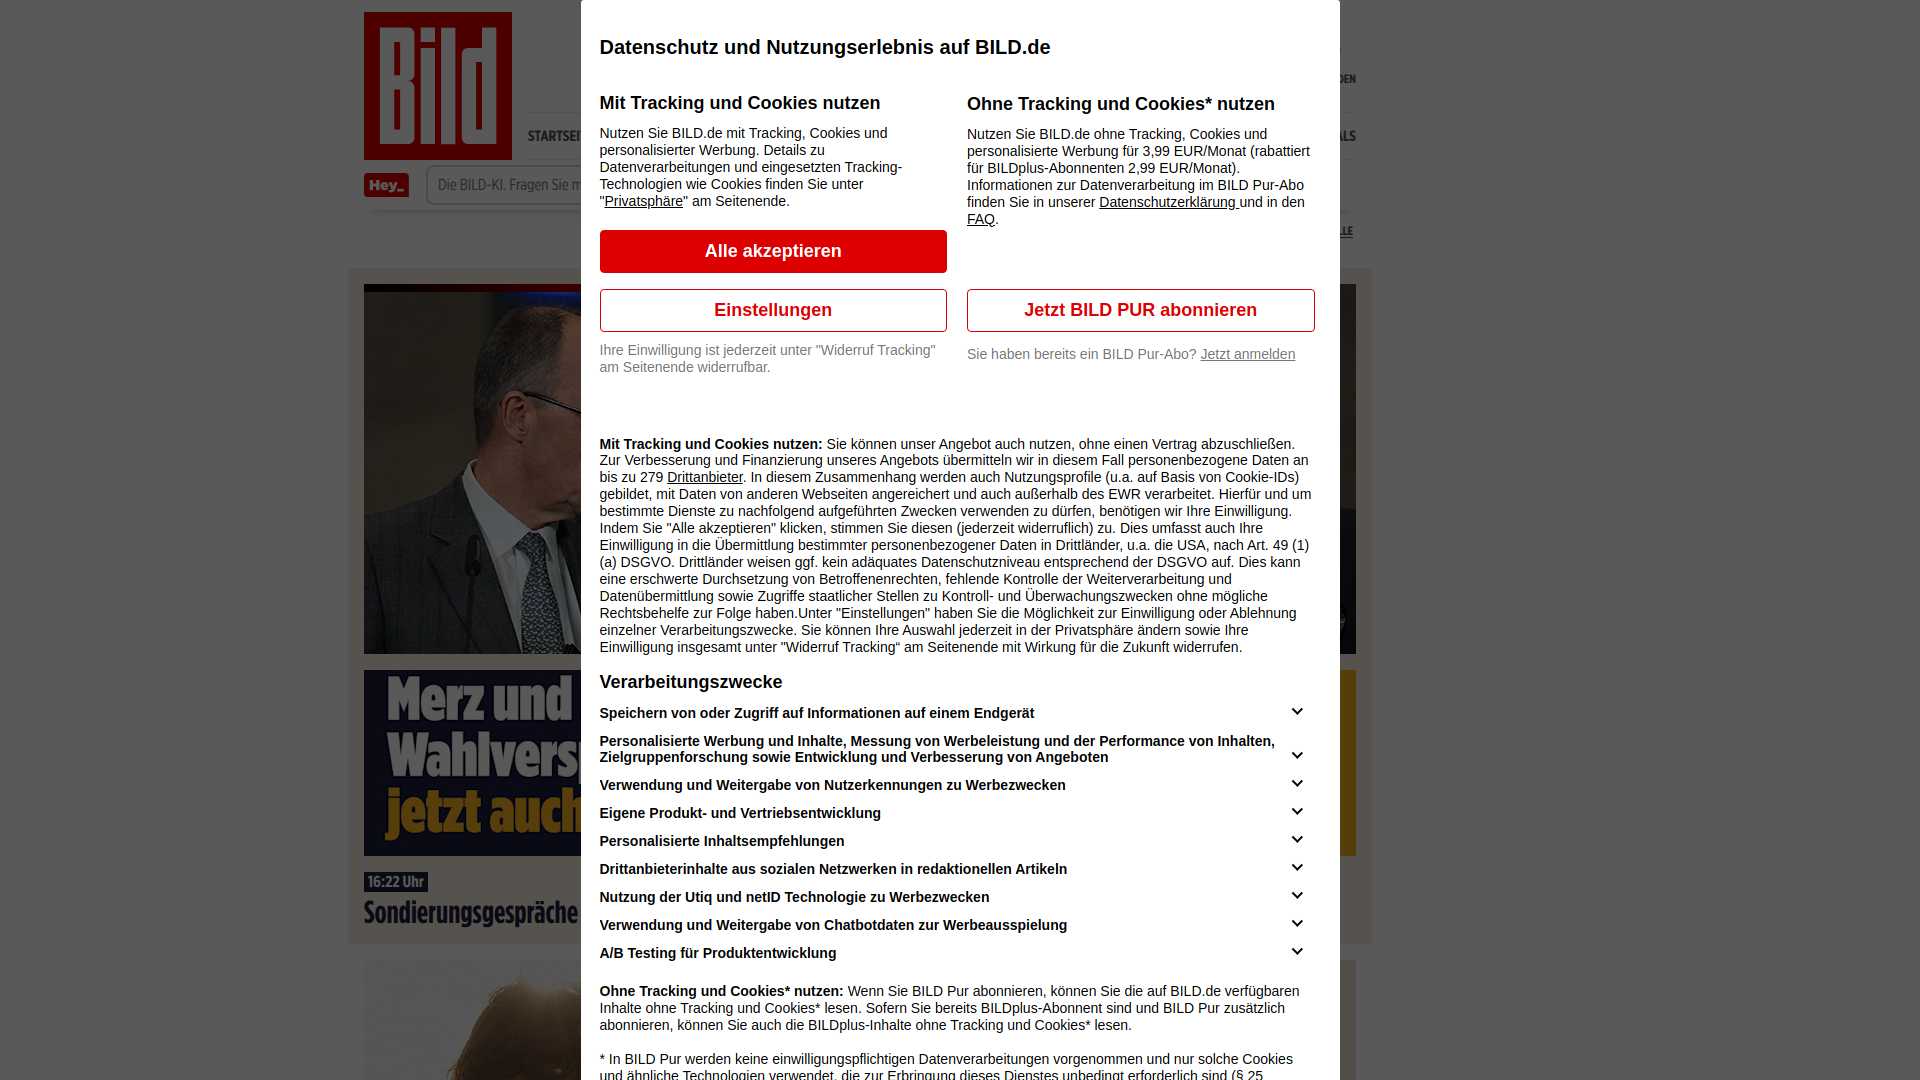 Bild
STARTSEI
Hey_
Die BILD-KI. Fragen Sie m
DEN
ALS
LLE
Datenschutz und Nutzungserlebnis auf BILD.de
Mit Tracking und Cookies nutzen
Nutzen Sie BILD.de mit Tracking, Cookies und
personalisierter Werbung. Details zu
Datenverarbeitungen und eingesetzten Tracking-
Technologien wie Cookies finden Sie unter
"Privatsphäre" am Seitenende.
Alle akzeptieren
Einstellungen
Ihre Einwilligung ist jederzeit unter "Widerruf Tracking"
am Seitenende widerrufbar.
Ohne Tracking und Cookies* nutzen
Nutzen Sie BILD.de ohne Tracking, Cookies und
personalisierte Werbung für 3,99 EUR/Monat (rabattiert
für BILDplus-Abonnenten 2,99 EUR/Monat).
Informationen zur Datenverarbeitung im BILD Pur-Abo
finden Sie in unserer Datenschutzerklärung und in den
FAQ.
Jetzt BILD PUR abonnieren
Sie haben bereits ein BILD Pur-Abo? Jetzt anmelden
Mit Tracking und Cookies nutzen: Sie können unser Angebot auch nutzen, ohne einen Vertrag abzuschließen.
Zur Verbesserung und Finanzierung unseres Angebots übermitteln wir in diesem Fall personenbezogene Daten an
bis zu 279 Drittanbieter. In diesem Zusammenhang werden auch Nutzungsprofile (u.a. auf Basis von Cookie-IDs)
gebildet, mit Daten von anderen Webseiten angereichert und auch außerhalb des EWR verarbeitet. Hierfür und um
bestimmte Dienste zu nachfolgend aufgeführten Zwecken verwenden zu dürfen, benötigen wir Ihre Einwilligung.
Indem Sie "Alle akzeptieren" klicken, stimmen Sie diesen (jederzeit widerruflich) zu. Dies umfasst auch Ihre
Einwilligung in die Übermittlung bestimmter personenbezogener Daten in Drittländer, u.a. die USA, nach Art. 49 (1)
(a) DSGVO. Drittländer weisen ggf. kein adäquates Datenschutzniveau entsprechend der DSGVO auf. Dies kann
eine erschwerte Durchsetzung von Betroffenenrechten, fehlende Kontrolle der Weiterverarbeitung und
Datenübermittlung sowie Zugriffe staatlicher Stellen zu Kontroll- und Überwachungszwecken ohne mögliche
Rechtsbehelfe zur Folge haben.Unter "Einstellungen" haben Sie die Möglichkeit zur Einwilligung oder Ablehnung
einzelner Verarbeitungszwecke. Sie können Ihre Auswahl jederzeit in der Privatsphäre ändern sowie Ihre
Einwilligung insgesamt unter "Widerruf Tracking“ am Seitenende mit Wirkung für die Zukunft widerrufen.
Verarbeitungszwecke
Speichern von oder Zugriff auf Informationen auf einem Endgerät
Personalisierte Werbung und Inhalte, Messung von Werbeleistung und der Performance von Inhalten,
Zielgruppenforschung sowie Entwicklung und Verbesserung von Angeboten
Verwendung und Weitergabe von Nutzerkennungen zu Werbezwecken
Eigene Produkt- und Vertriebsentwicklung
Personalisierte Inhaltsempfehlungen
Drittanbieterinhalte aus sozialen Netzwerken in redaktionellen Artikeln
Nutzung der Utiq und netID Technologie zu Werbezwecken
Verwendung und Weitergabe von Chatbotdaten zur Werbeausspielung
A/B Testing für Produktentwicklung
Ohne Tracking und Cookies* nutzen: Wenn Sie BILD Pur abonnieren, können Sie die auf BILD.de verfügbaren
Inhalte ohne Tracking und Cookies* lesen. Sofern Sie bereits BILDplus-Abonnent sind und BILD Pur zusätzlich
abonnieren, können Sie auch die BILDplus-Inhalte ohne Tracking und Cookies* lesen.
* In BILD Pur werden keine einwilligungspflichtigen Datenverarbeitungen vorgenommen und nur solche Cookies
und ähnliche Technologien verwendet, die zur Erbringung dieses Dienstes unbedingt erforderlich sind (§ 25
Merz und
Wahlversp
jetzt auch
16:22 Uhr
Sondierungsgespräche